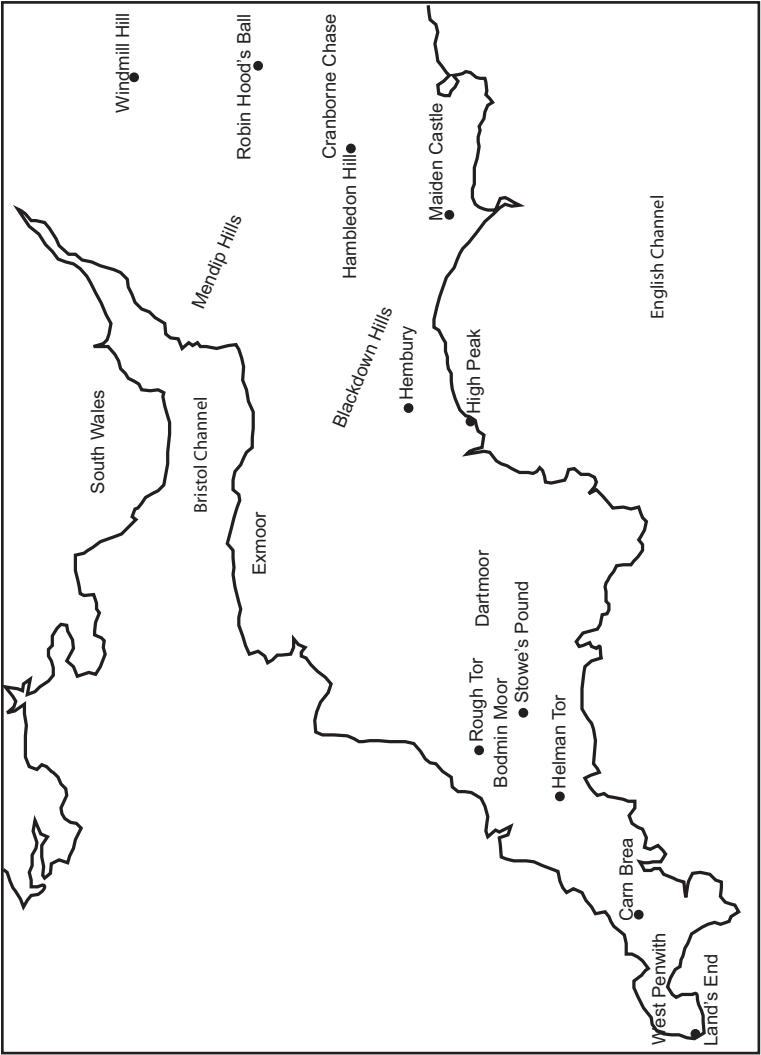 Windmill Hill
Robin Hood's Ball
Cranborne Chase
Hambledon Hill
Maiden Castle
Mendip Hills
English Channel
Blackdown Hills
Hembury
High Peak
South Wales
Bristol Channel
Exmoor
Dartmoor
Stowe's Pound
Rough Tor
Bodmin Moor
Helman Tor
Carn Brea
West Penwith
Land's End